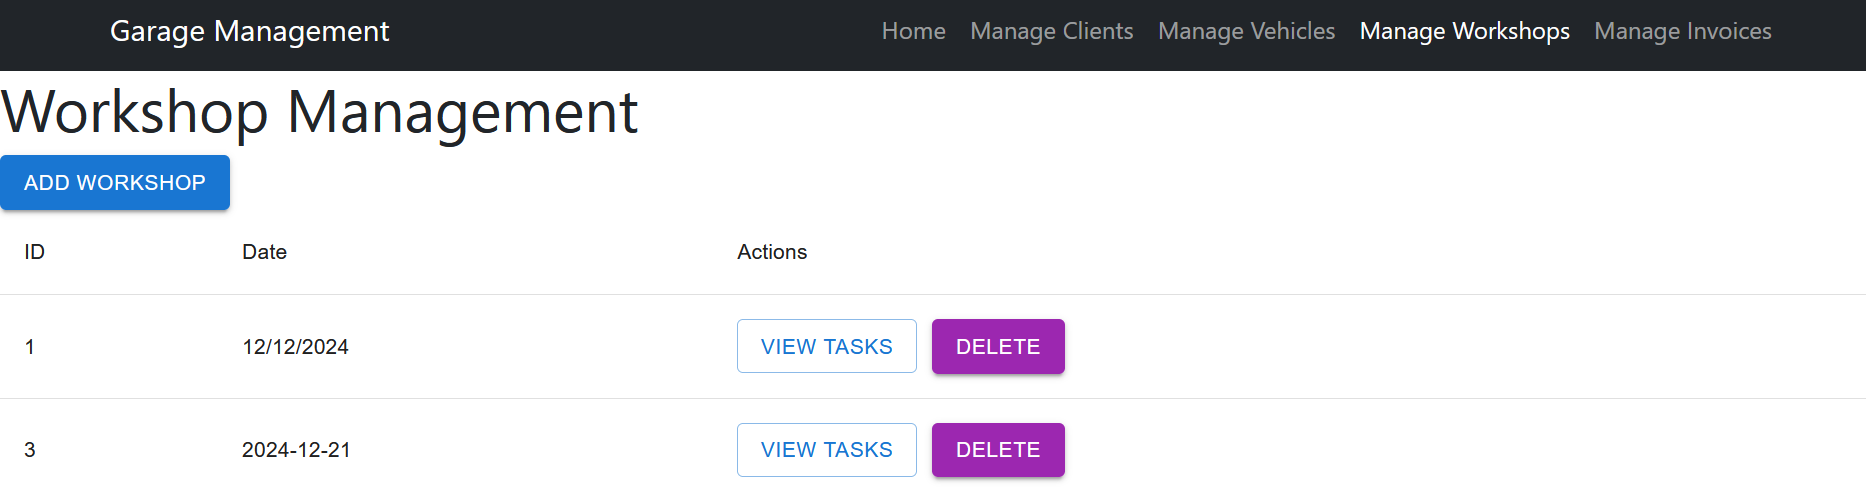 Garage Management Home Manage Clients Manage Vehicles Manage Workshops Manage Invoices
Workshop Management
ADD WORKSHOP
ID Date Actions
1 12/12/2024 VIEW TASKS DELETE
3 2024-12-21 VIEW TASKS DELETE